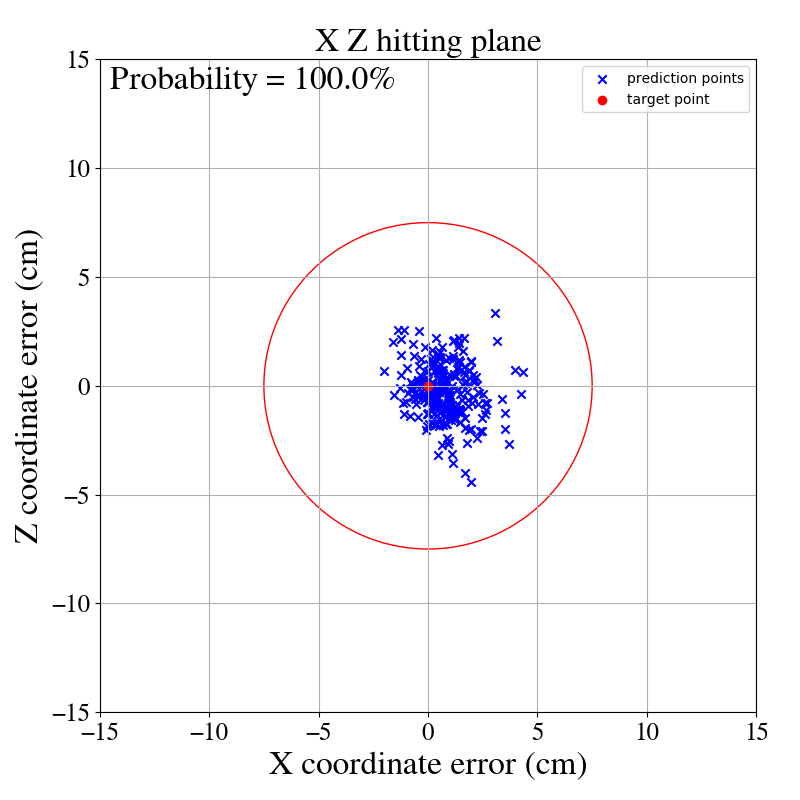 X Z hitting plane
Probability = 100.0%
prediction points
target point
15
10
5
0
−5
−10
−15
Z coordinate error (cm)
−15
−10
−5
0
5
10
15
X coordinate error (cm)